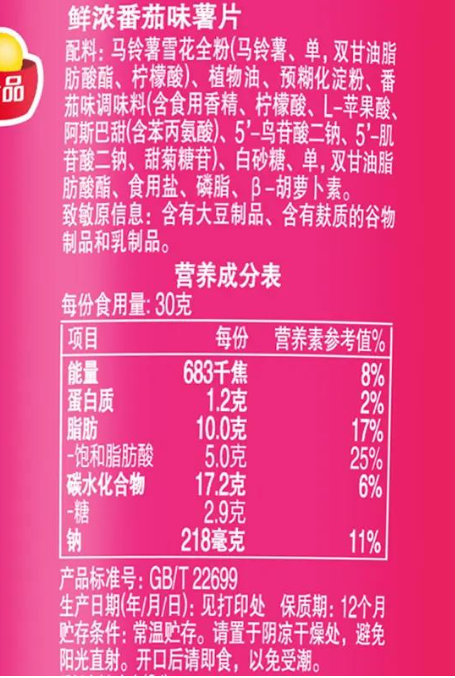 鲜浓番茄味薯片
配料：马铃薯雪花全粉(马铃薯、单，双甘油脂
肪酸酯、柠檬酸)、植物油、预糊化淀粉、番
茄味调味料(含食用香精、柠檬酸、L-苹果酸、
阿斯巴甜(含苯丙氨酸)、5’-鸟苷酸二钠、5’-肌
苷酸二钠、甜菊糖苷)、白砂糖、单，双甘油脂
肪酸酯、食用盐、磷脂、β-胡萝卜素。
致敏原信息：含有大豆制品、含有麸质的谷物
制品和乳制品。
品
营养成分表
每份食用量：30克
项目 每份 营养素参考值%
能量 683千焦 8%
蛋白质 1.2克 2%
脂肪 10.0克 17%
-饱和脂肪酸 5.0克 25%
碳水化合物 17.2克 6%
-糖 2.9克
钠 218毫克 11%
产品标准号：GB/T 22699
生产日期(年/月/日)：见打印处 保质期：12个月
贮存条件：常温贮存。请置于阴凉干燥处，避免
阳光直射。开口后请即食，以免受潮。